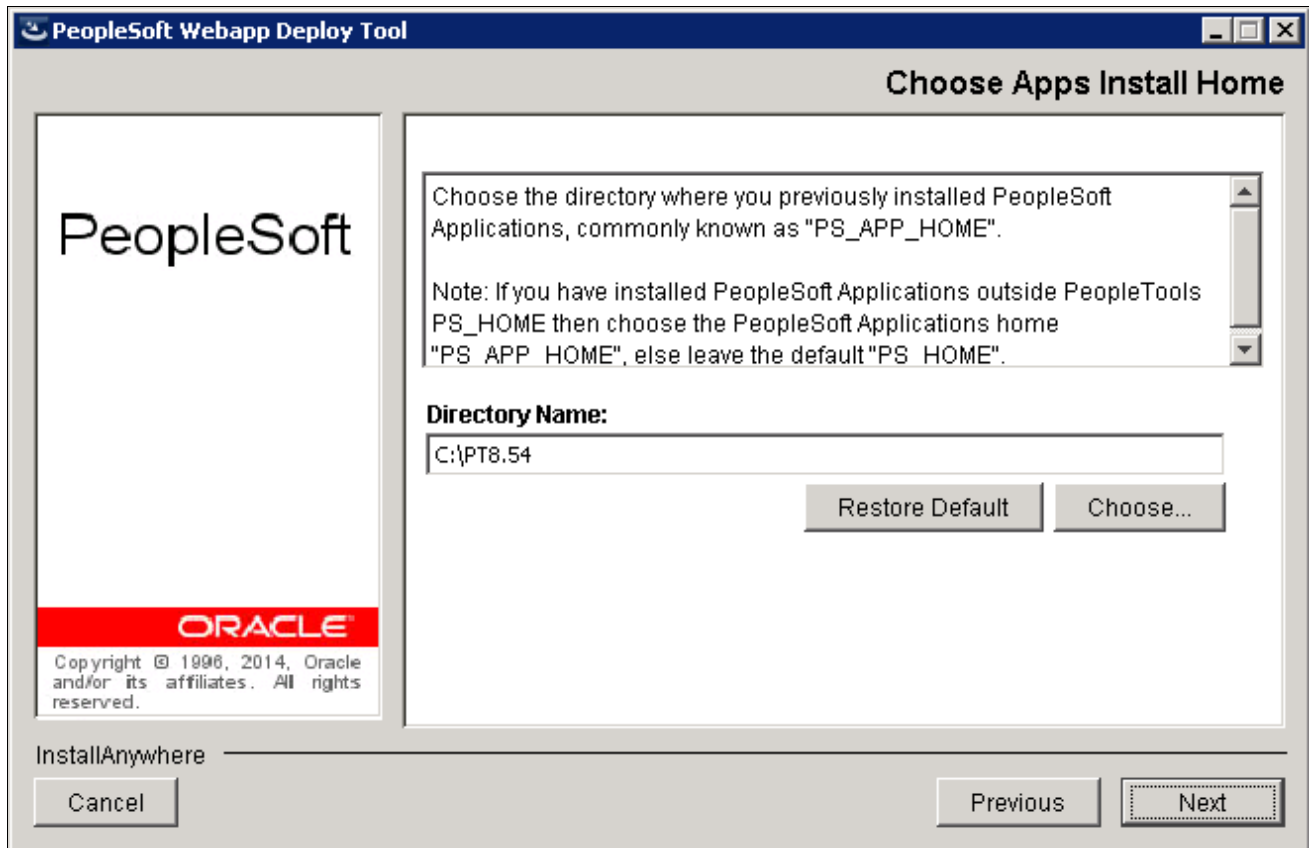 PeopleSoft Webapp Deploy Tool
Choose Apps Install Home
PeopleSoft
ORACLE
Copyright © 1996, 2014, Oracle
and/or its affiliates. All rights
reserved.
Choose the directory where you previously installed PeopleSoft
Applications, commonly known as "PS_APP_HOME".
Note: If you have installed PeopleSoft Applications outside PeopleTools
PS_HOME then choose the PeopleSoft Applications home
"PS_APP_HOME", else leave the default "PS_HOME".
Directory Name:
C:\PT8.54
Restore Default
Choose...
InstallAnywhere
Cancel
Previous
Next